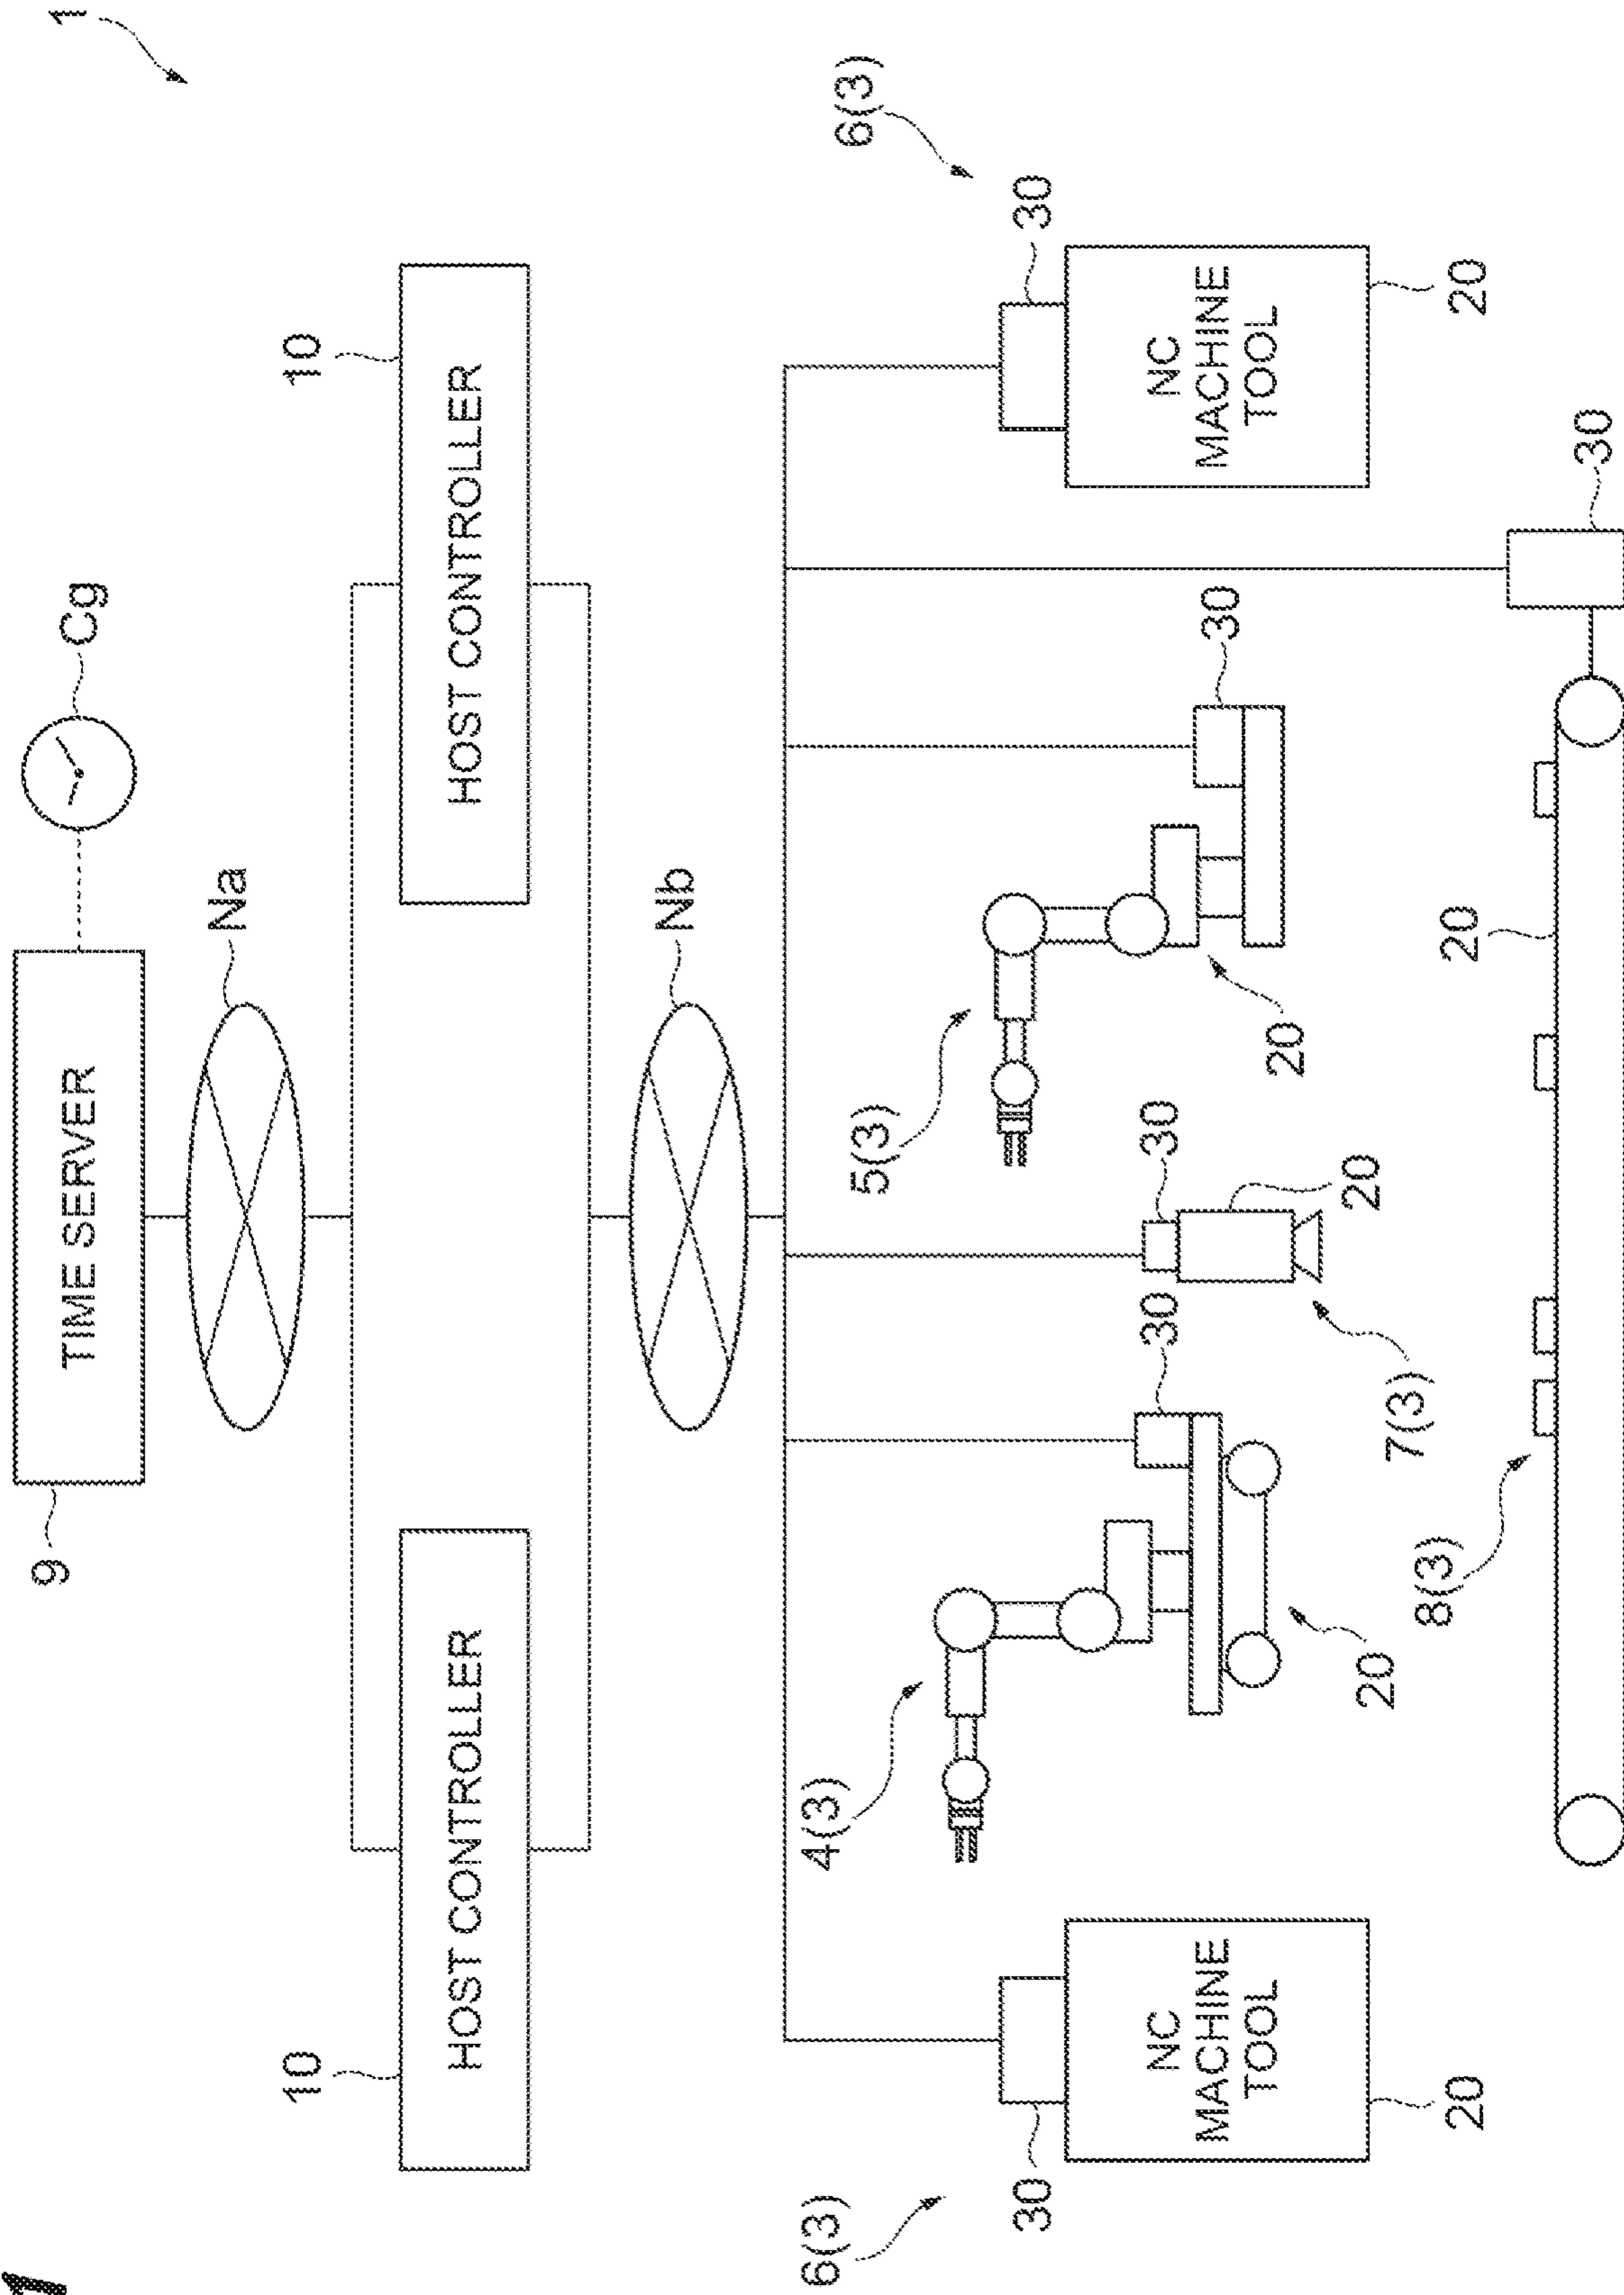 1
1
TIME SERVER
Cg
9
Na
10
HOST CONTROLLER
10
HOST CONTROLLER
Nb
6(3)
30
NC
MACHINE
TOOL
20
4(3)
30
20
30
20
7(3)
5(3)
30
20
6(3)
30
NC
MACHINE
TOOL
20
8(3)
20
30